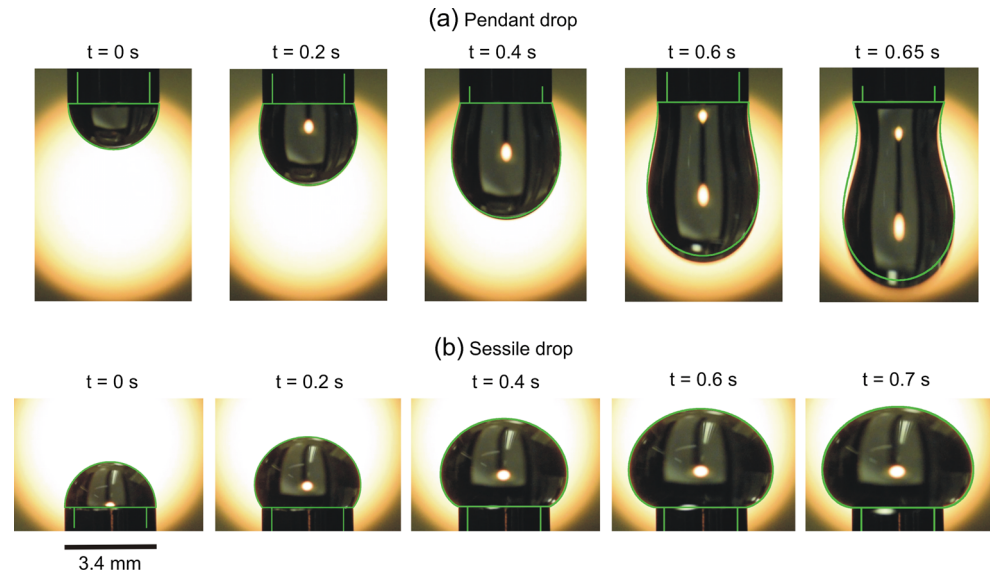 (a) Pendant drop
t = 0 s
t = 0.2 s
t = 0.4 s
t = 0.6 s
t = 0.65 s
(b) Sessile drop
t = 0 s
t = 0.2 s
t = 0.4 s
t = 0.6 s
t = 0.7 s
3.4 mm